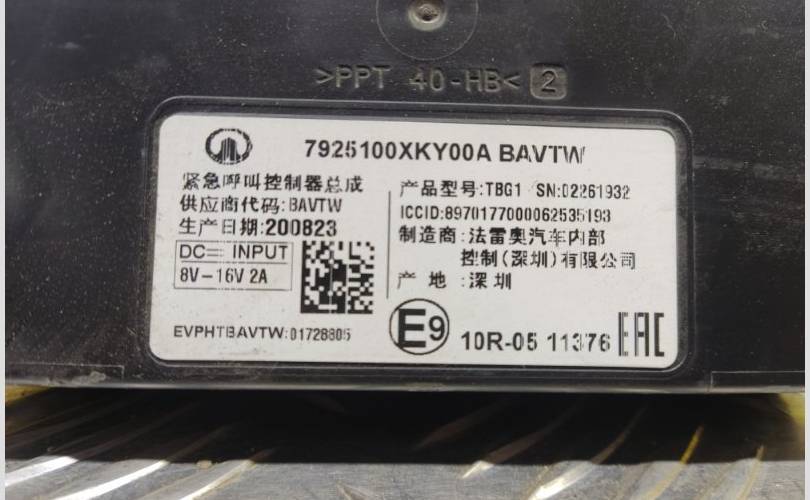 >PPT 40-HB< 2
7925100XKY00A BAVTW
紧急呼叫控制器总成
供应商代码:BAVTW
生产日期:200823
DC INPUT
8V-16V 2A
EVPHTBAVTW:01728805
产品型号:TBG1 SN:02261932
ICCID:8970177000062535193
制造商:法雷奥汽车内部
控制(深圳)有限公司
产 地:深圳
E9 10R-05 11376 EAC